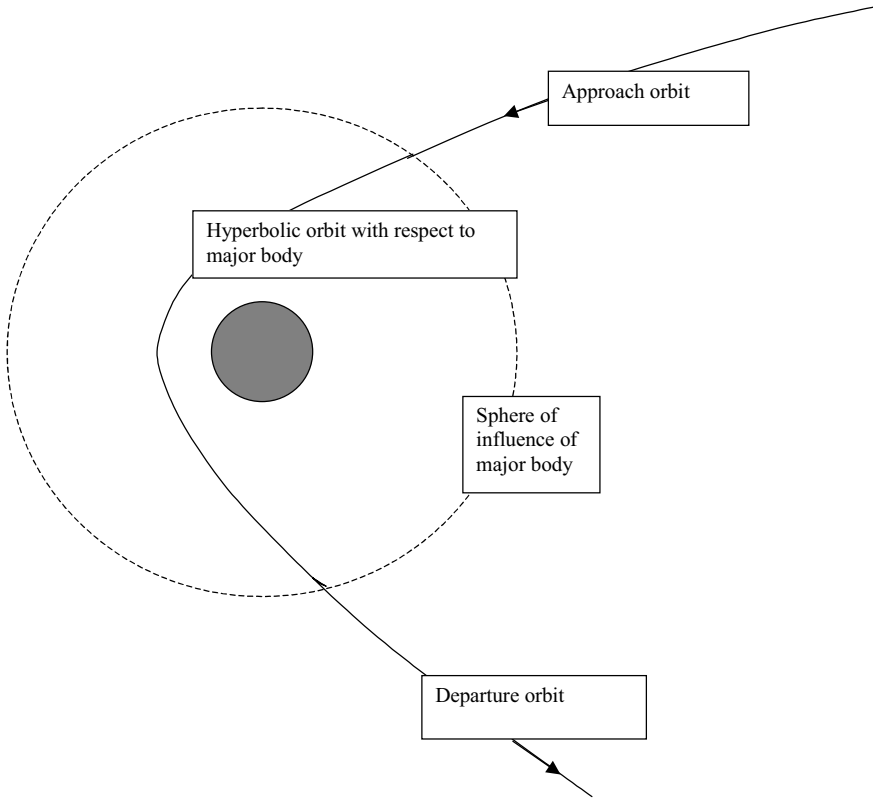 Approach orbit
Hyperbolic orbit with respect to
major body
Sphere of
influence of
major body
Departure orbit